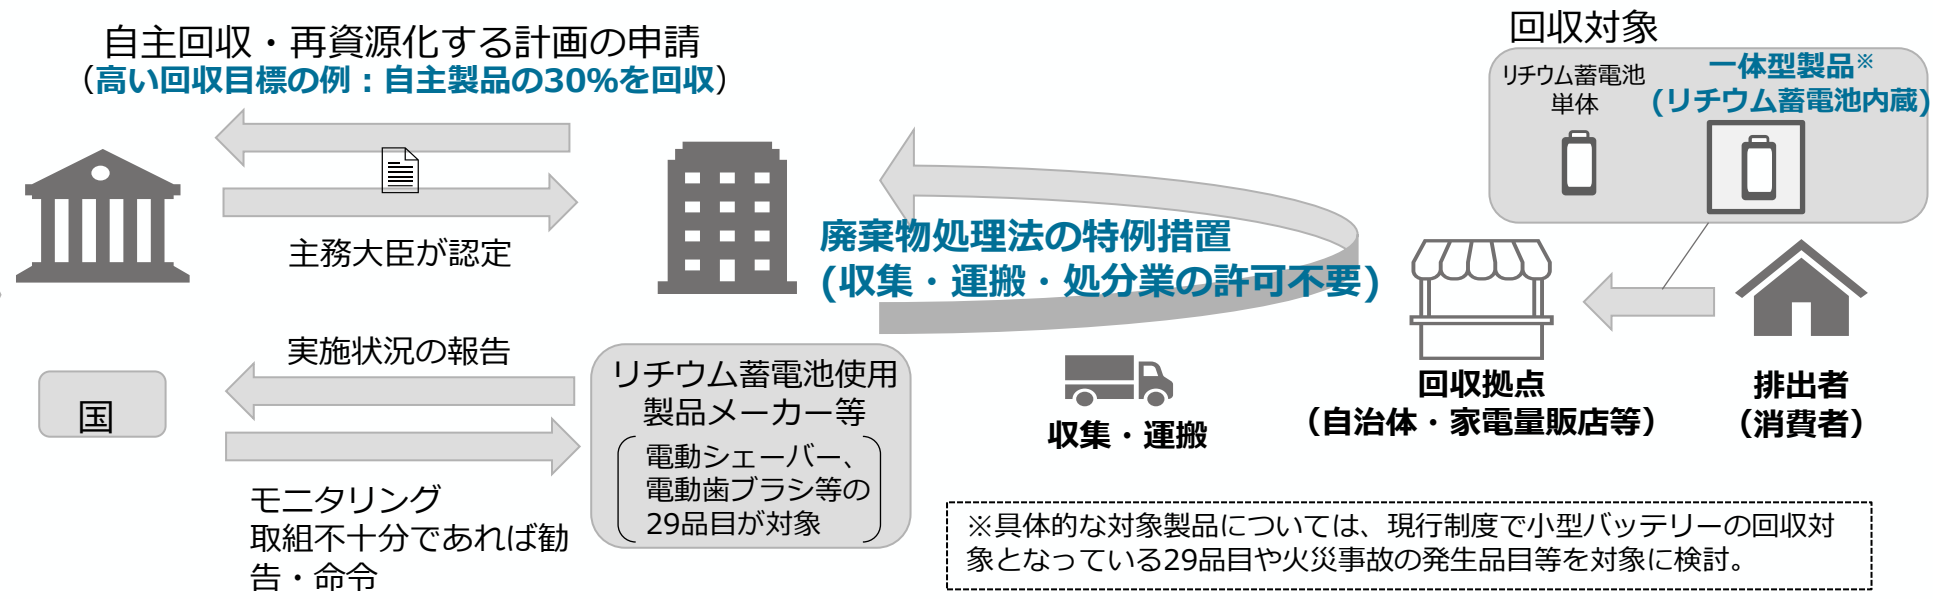 自主回収・再資源化する計画の申請
（高い回収目標の例：自主製品の30%を回収）
主務大臣が認定
実施状況の報告
国
モニタリング
取組不十分であれば勧
告・命令
リチウム蓄電池使用
製品メーカー等
電動シェーバー、
電動歯ブラシ等の
29品目が対象
廃棄物処理法の特例措置
(収集・運搬・処分業の許可不要)
収集・運搬
回収対象
リチウム蓄電池
単体
一体型製品※
(リチウム蓄電池内蔵)
回収拠点
（自治体・家電量販店等）
排出者
（消費者）
※具体的な対象製品については、現行制度で小型バッテリーの回収対
象となっている29品目や火災事故の発生品目等を対象に検討。